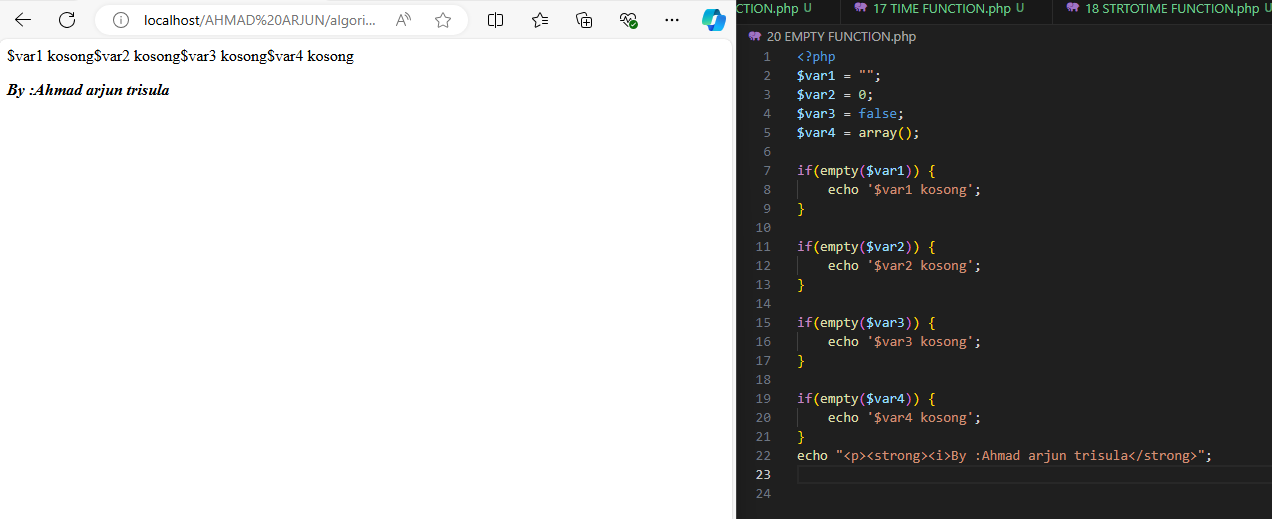 localhost/AHMAD%20ARJUN/algori...
$var1 kosong$var2 kosong$var3 kosong$var4 kosong
By :Ahmad arjun trisula
CTION.php U
17 TIME FUNCTION.php U
18 STRTOTIME FUNCTION.php U
20 EMPTY FUNCTION.php
1 <?php
2 $var1 = "";
3 $var2 = 0;
4 $var3 = false;
5 $var4 = array();
6
7 if(empty($var1)) {
8 echo '$var1 kosong';
9 }
10
11 if(empty($var2)) {
12 echo '$var2 kosong';
13 }
14
15 if(empty($var3)) {
16 echo '$var3 kosong';
17 }
18
19 if(empty($var4)) {
20 echo '$var4 kosong';
21 }
22 echo "<p><strong><i>By :Ahmad arjun trisula</strong>";
23
24